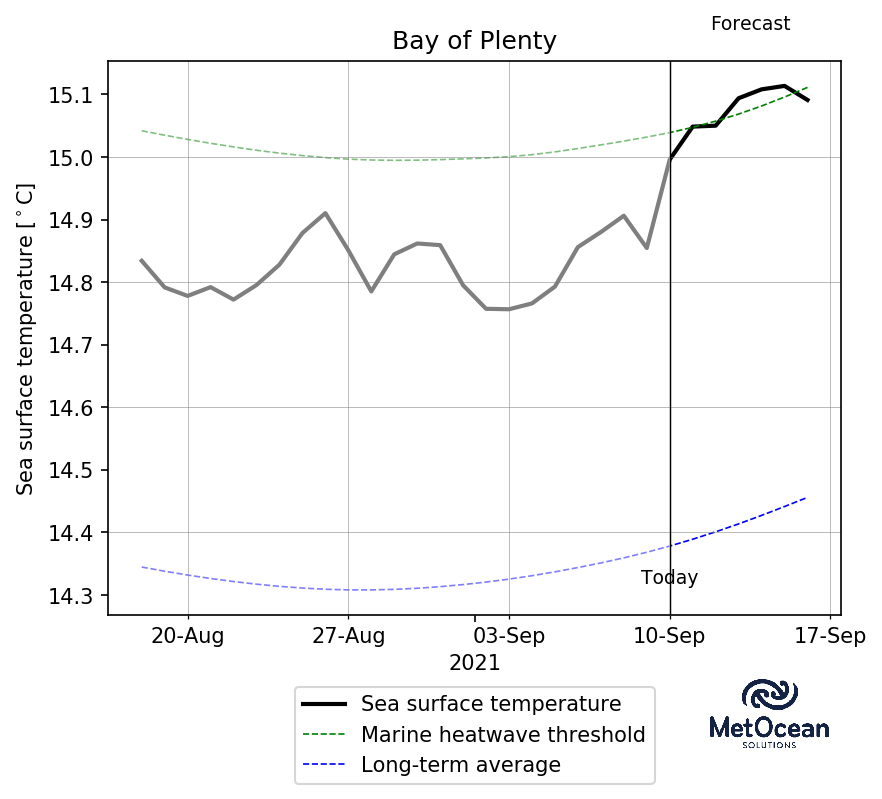 Forecast
Bay of Plenty
Sea surface temperature [°C]
15.1
15.0
14.9
14.8
14.7
14.6
14.5
14.4
14.3
Today
20-Aug 27-Aug 03-Sep 10-Sep 17-Sep
2021
Sea surface temperature
Marine heatwave threshold
Long-term average
MetOcean
SOLUTIONS